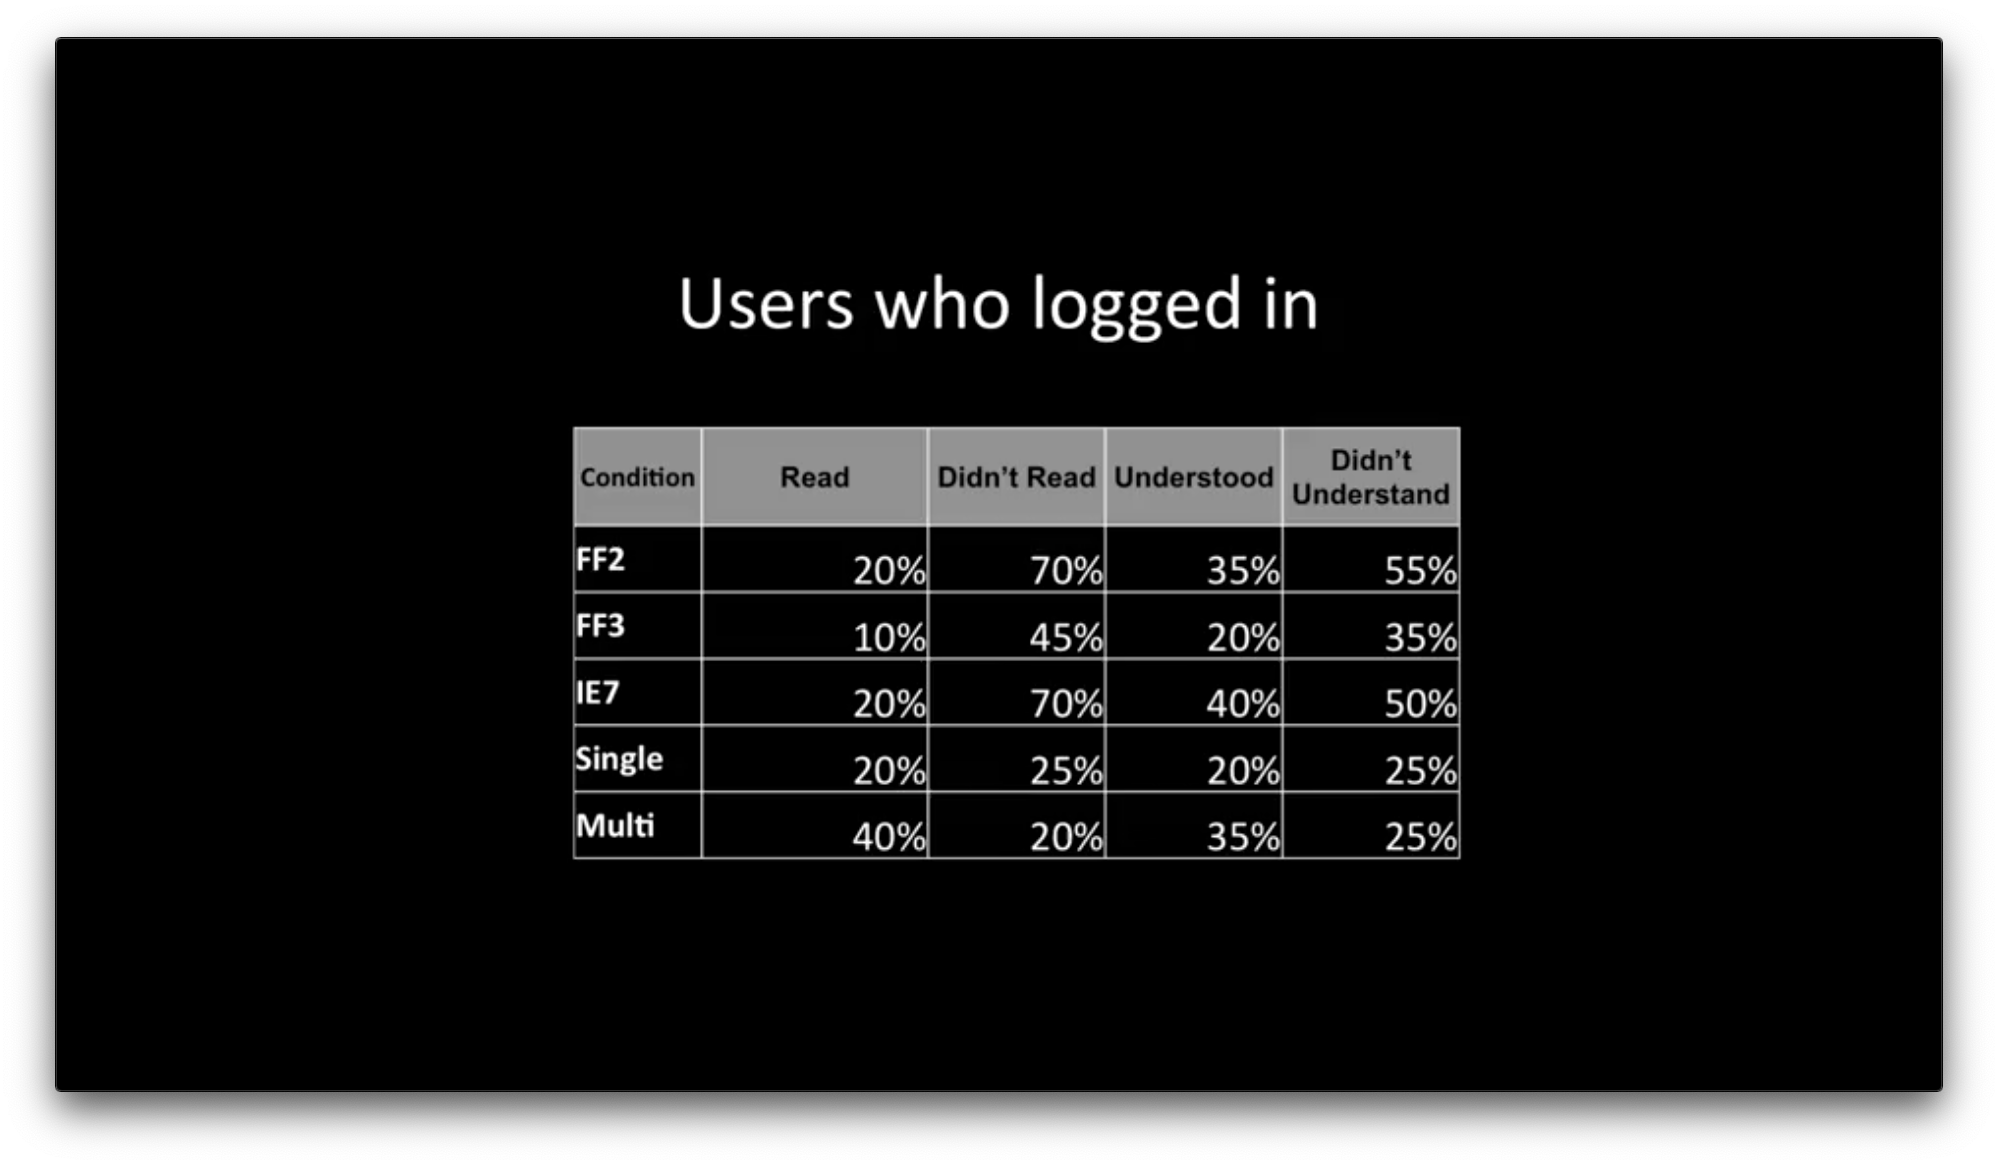 Users who logged in
Condition Read Didn’t Read Understood Didn’t Understand
FF2 20% 70% 35% 55%
FF3 10% 45% 20% 35%
IE7 20% 70% 40% 50%
Single 20% 25% 20% 25%
Multi 40% 20% 35% 25%